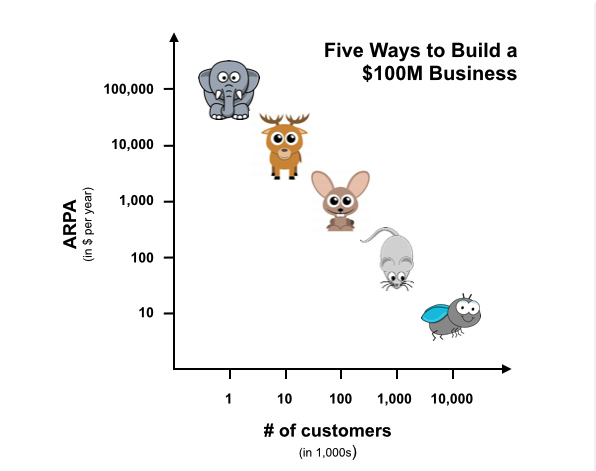 Five Ways to Build a
$100M Business
100,000
10,000
1,000
100
10
ARPA
(in $ per year)
1 10 100 1,000 10,000
# of customers
(in 1,000s)